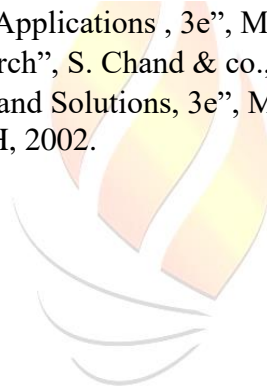 Applications , 3e”, M
rch”, S. Chand & co.,
and Solutions, 3e”, M
H, 2002.